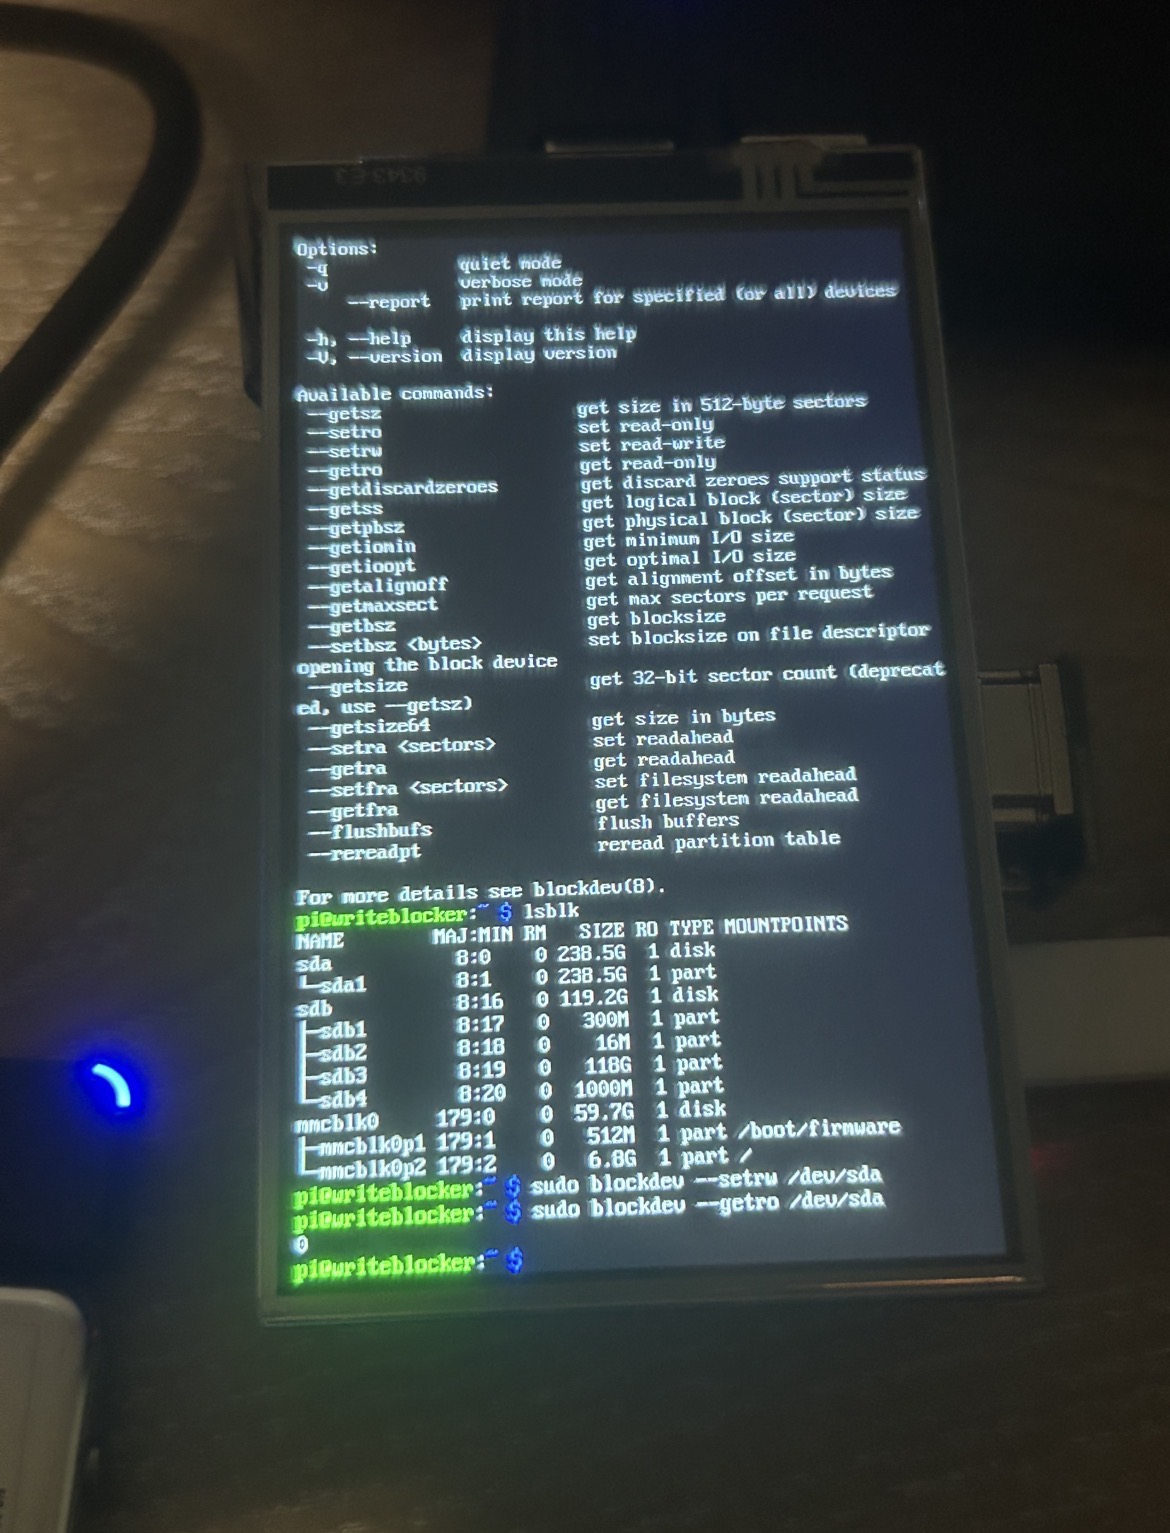 Options:
-q quiet mode
-v verbose mode
--report print report for specified (or all) devices
-h, --help display this help
-V, --version display version
Available commands:
--getsz get size in 512-byte sectors
--setro set read-only
--setrw set read-write
--getro get read-only
--getdiscardzeroes get discard zeroes support status
--getss get logical block (sector) size
--getpbsz get physical block (sector) size
--getiomin get minimum I/O size
--getioopt get optimal I/O size
--getalignoff get alignment offset in bytes
--getmaxsect get max sectors per request
--getbsz get blocksize
--setbsz <bytes> set blocksize on file descriptor
opening the block device
--getsize get 32-bit sector count (deprecat
ed, use --getsz)
--getsize64 get size in bytes
--setra <sectors> set readahead
--getra get readahead
--setfra <sectors> set filesystem readahead
--getfra get filesystem readahead
--flushbufs flush buffers
--rereadpt reread partition table
For more details see blockdev(8).
pi@writeblocker:~ $ lsblk
NAME MAJ:MIN RM SIZE RO TYPE MOUNTPOINTS
sda 8:0 0 238.5G 1 disk
└─sda1 8:1 0 238.5G 1 part
sdb 8:16 0 119.2G 1 disk
├─sdb1 8:17 0 300M 1 part
├─sdb2 8:18 0 16M 1 part
├─sdb3 8:19 0 118G 1 part
└─sdb4 8:20 0 1000M 1 part
mmcblk0 179:0 0 59.7G 1 disk
├─mmcblk0p1 179:1 0 512M 1 part /boot/firmware
└─mmcblk0p2 179:2 0 6.8G 1 part /
pi@writeblocker:~ $ sudo blockdev --setrw /dev/sda
pi@writeblocker:~ $ sudo blockdev --getro /dev/sda
0
pi@writeblocker:~ $